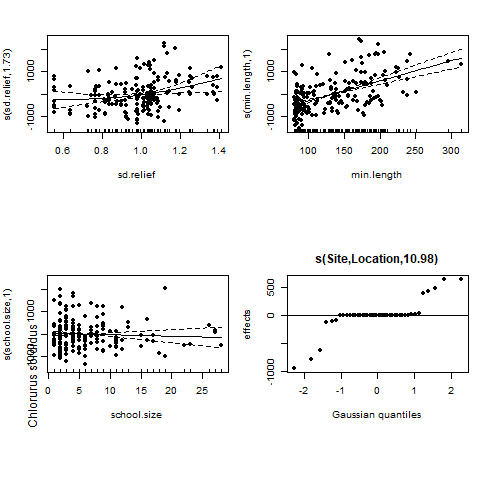 s(sd.relief,1.73)
1000
-1000
0.6 0.8 1.0 1.2 1.4
sd.relief
s(min.length,1)
1000
-1000
100 150 200 250 300
min.length
s(school.size,1)
1000
0 5 10 15 20 25
school.size
s(Site,Location,10.98)
effects
500
0
-1000
-2 -1 0 1 2
Gaussian quantiles